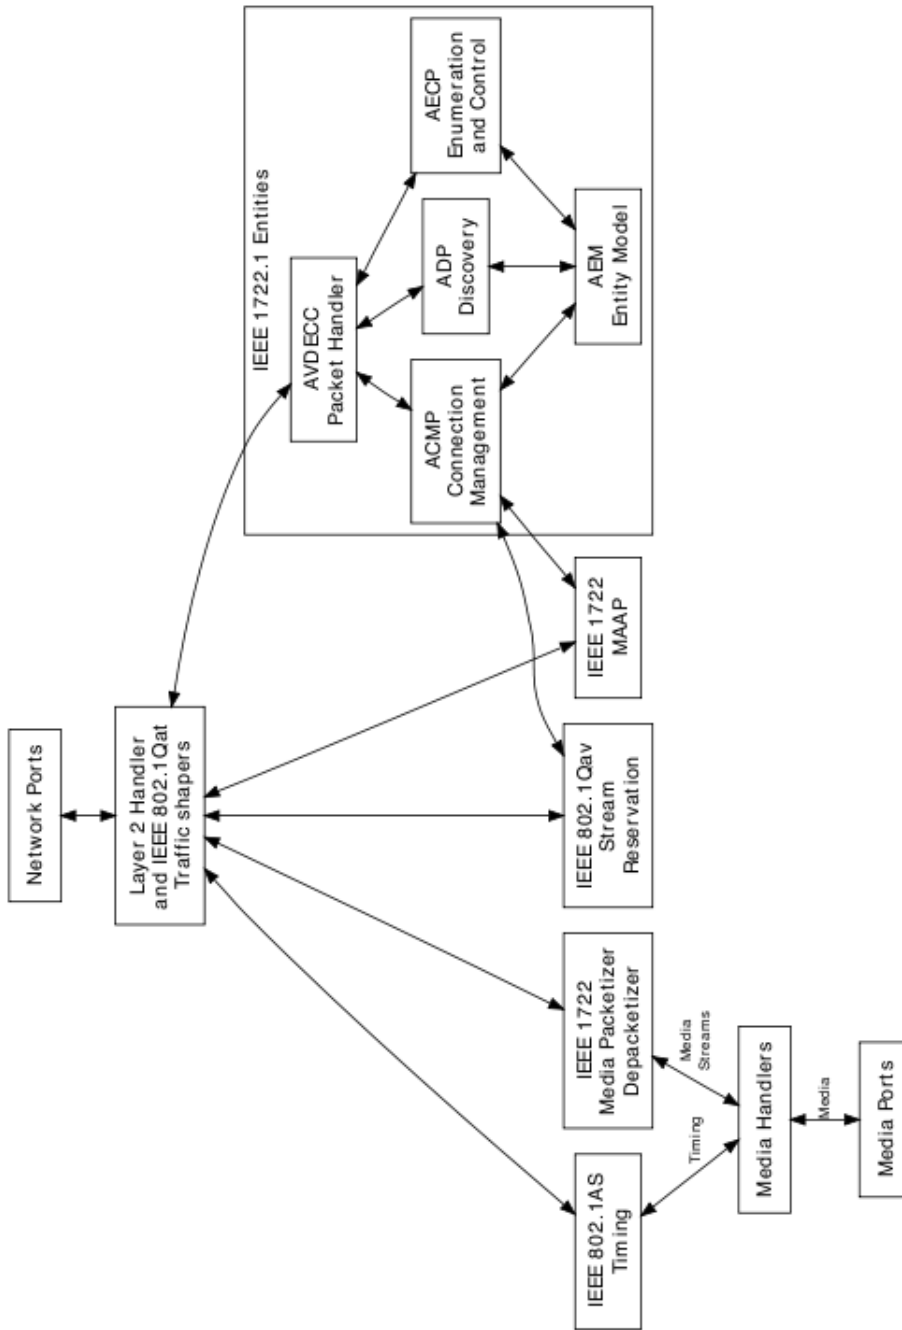 Network Ports
Layer 2 Handler
and IEEE 802.1Qat
Traffic shapers
IEEE 1722.1 Entities
AVDECC
Packet Handler
ACMP
Connection
Management
ADP
Discovery
AECP
Enumeration
and Control
IEEE 802.1AS
Timing
IEEE 1722
Media Packetizer
Depacketizer
IEEE 802.1Qav
Stream
Reservation
IEEE 1722
MAAP
AEM
Entity Model
Timing
Media
Streams
Media Handlers
Media
Media Ports